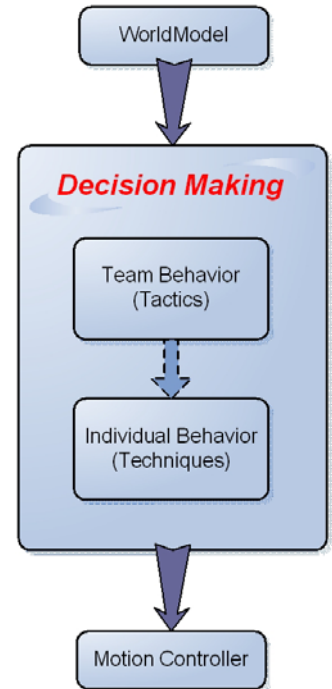 WorldModel
Decision Making
Team Behavior
(Tactics)
Individual Behavior
(Techniques)
Motion Controller